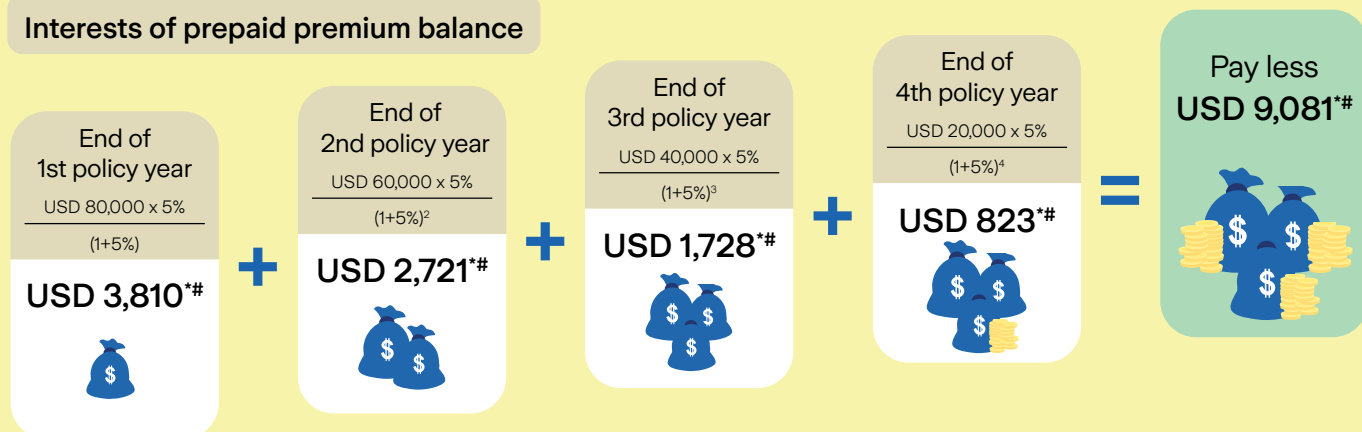 Interests of prepaid premium balance
End of
1st policy year
USD 80,000 x 5%
(1+5%)
USD 3,810*#
+
End of
2nd policy year
USD 60,000 x 5%
(1+5%)²
USD 2,721*#
+
End of
3rd policy year
USD 40,000 x 5%
(1+5%)³
USD 1,728*#
+
End of
4th policy year
USD 20,000 x 5%
(1+5%)⁴
USD 823*#
=
Pay less
USD 9,081*#
$
$
$
$
$
$
$
$
$
$
$
$